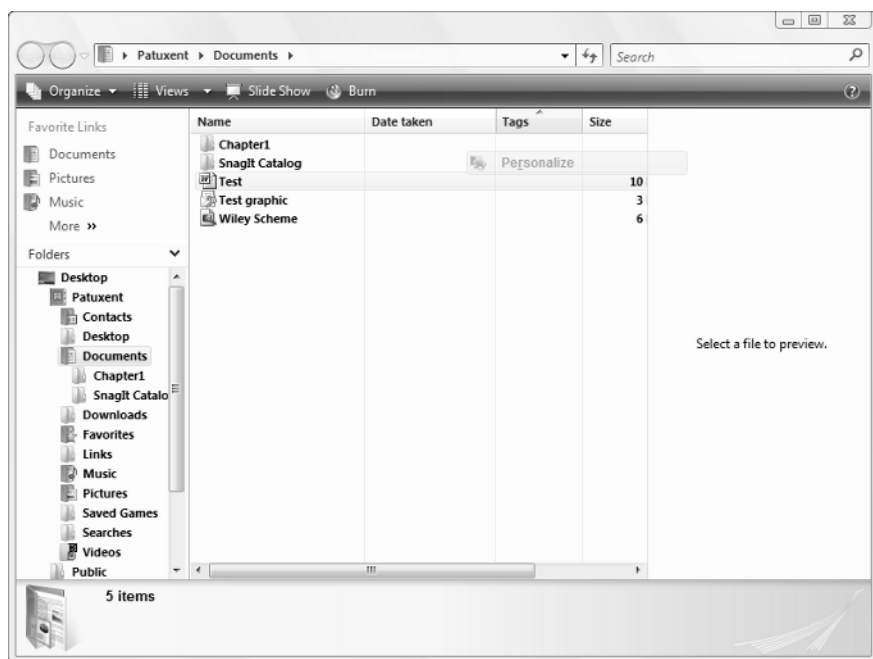 Patuxent Documents Search
Organize Views Slide Show Burn
Favorite Links
Documents
Pictures
Music
More »
Folders
Desktop
Patuxent
Contacts
Desktop
Documents
Chapter1
SnagIt Catalo
Downloads
Favorites
Links
Music
Pictures
Saved Games
Searches
Videos
Public
Name Date taken Tags Size
Chapter1
SnagIt Catalog
Personalize
Test 10
Test graphic 3
Wiley Scheme 6
Select a file to preview.
5 items